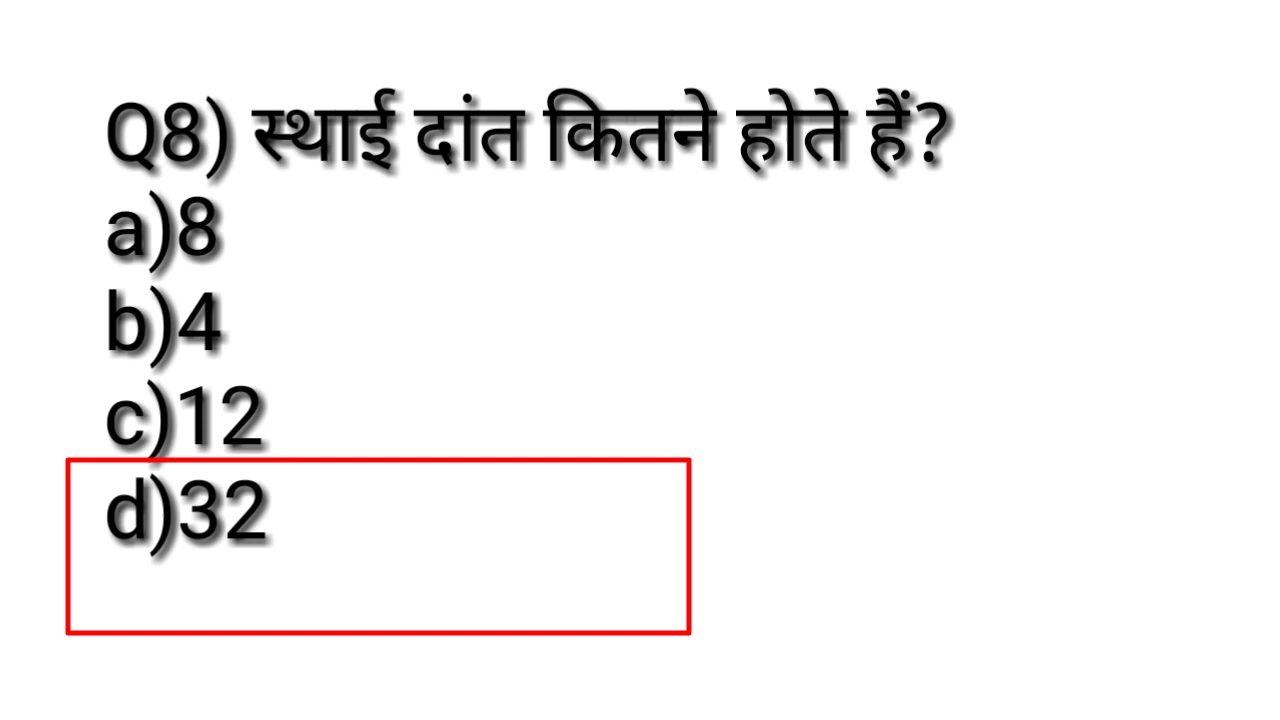 Q8) स्थाई दांत कितने होते हैं?
a)8
b)4
c)12
d)32